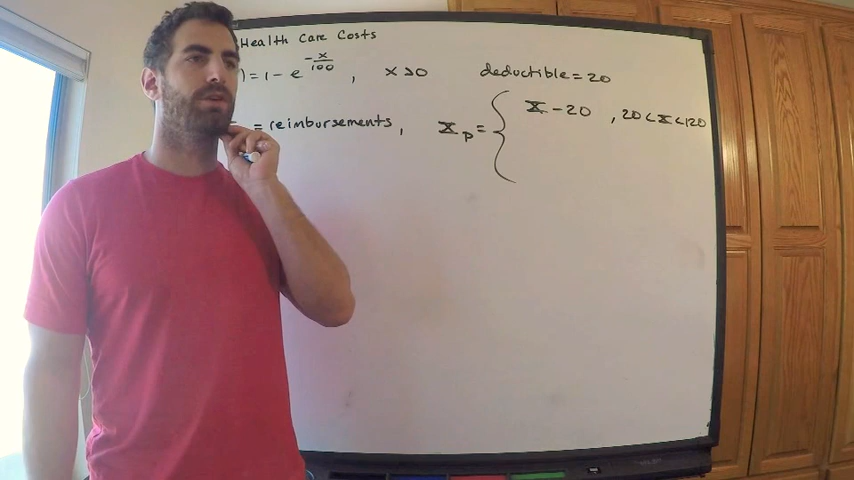 Health Care Costs
) = 1 - e^{-x/100} , x > 0 deductible = 20
= reimbursements, X_p = { X - 20 , 20 < X < 120